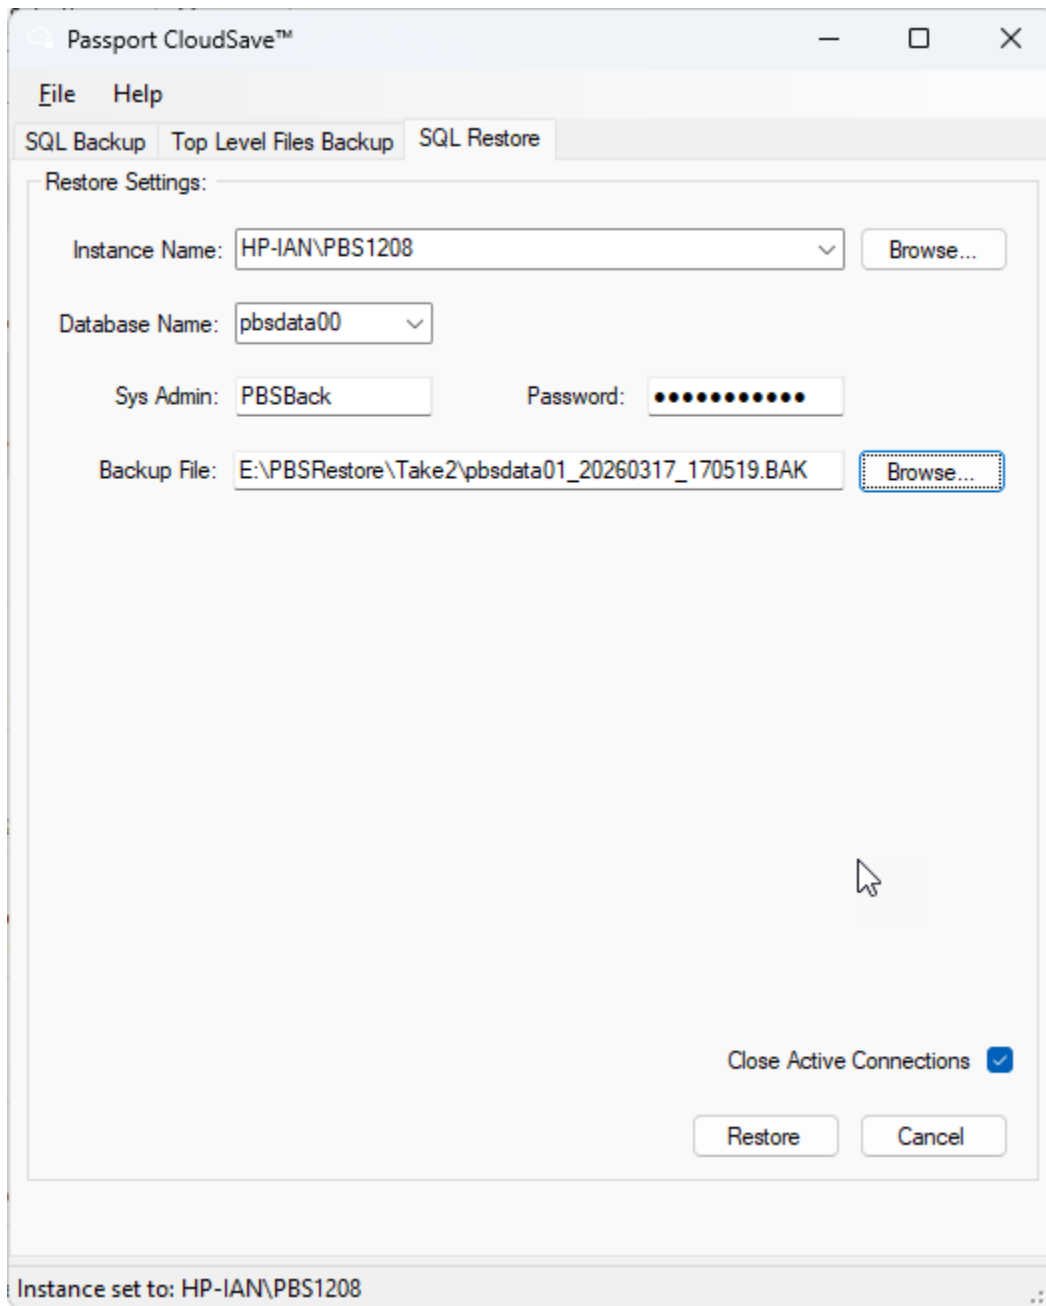 Passport CloudSave™
File Help
SQL Backup Top Level Files Backup SQL Restore
Restore Settings:
Instance Name: HP-IAN\PBS1208 Browse...
Database Name: pbsdata00
Sys Admin: PBSBack Password: ●●●●●●●●●●●
Backup File: E:\PBSRestore\Take2\pbsdata01_20260317_170519.BAK Browse...
Close Active Connections
Restore Cancel
Instance set to: HP-IAN\PBS1208